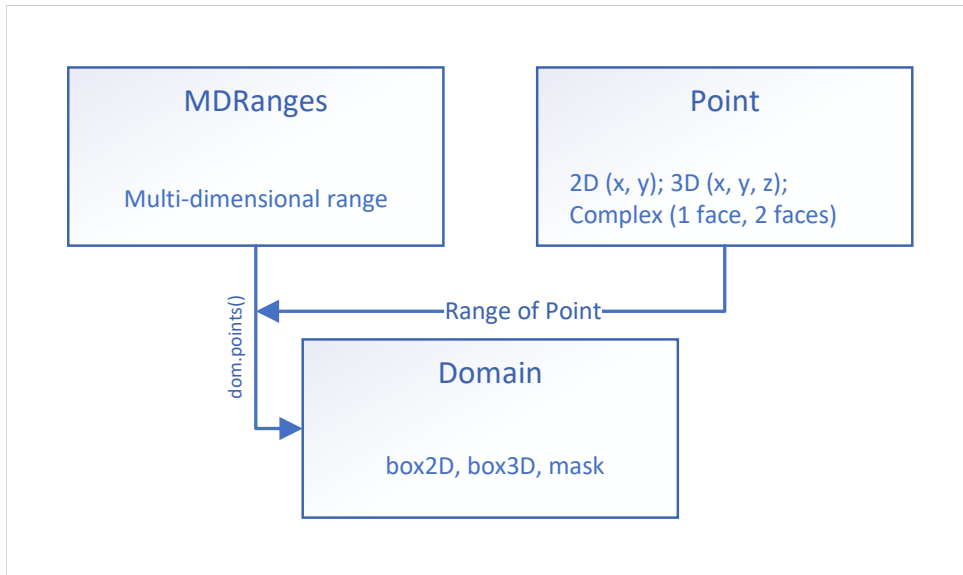 MDRanges
Multi-dimensional range
Point
2D (x, y); 3D (x, y, z);
Complex (1 face, 2 faces)
dom.points()
Range of Point
Domain
box2D, box3D, mask